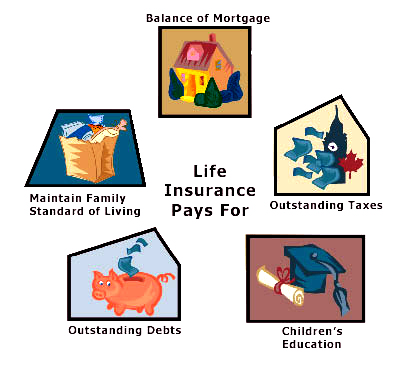 Balance of Mortgage
Life
Insurance
Pays For
Maintain Family
Standard of Living
Outstanding Taxes
Outstanding Debts
Children's
Education